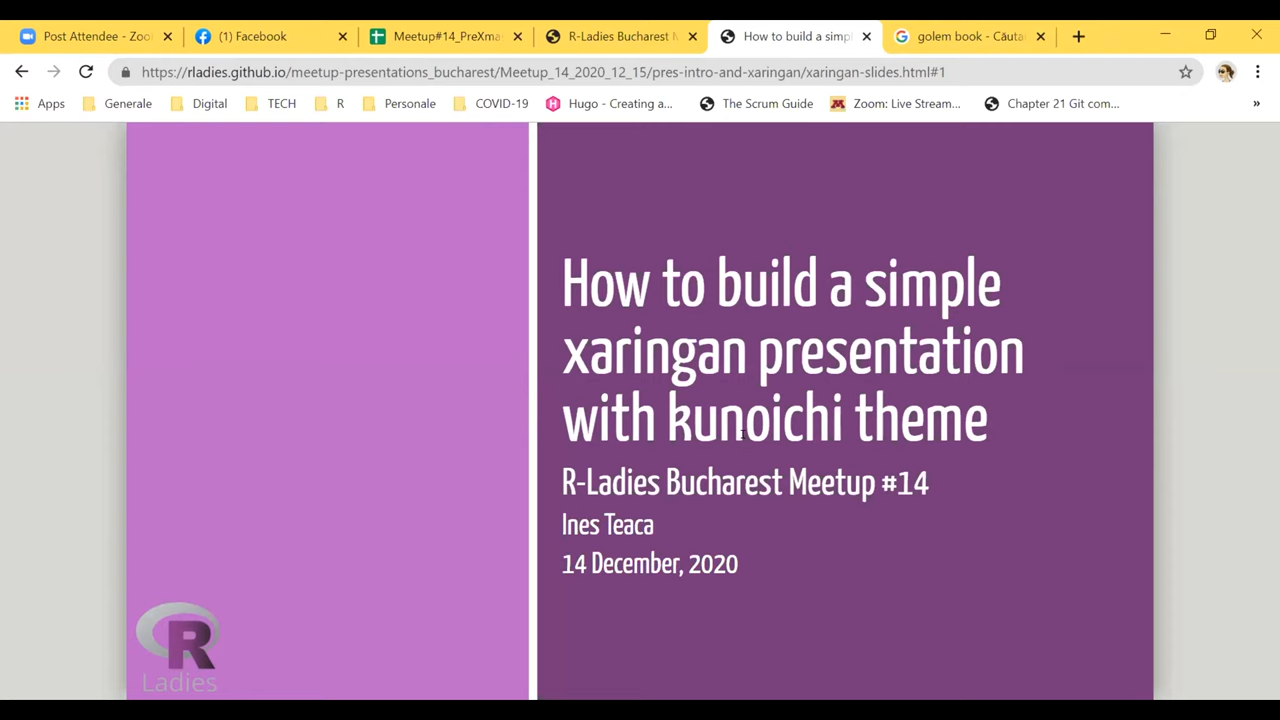 Post Attendee - Zoo
(1) Facebook
Meetup#14_PreXma
R-Ladies Bucharest M
How to build a simpl
golem book - Căuta
https://rladies.github.io/meetup-presentations_bucharest/Meetup_14_2020_12_15/pres-intro-and-xaringan/xaringan-slides.html#1
Apps
Generale
Digital
TECH
R
Personale
COVID-19
Hugo - Creating a...
The Scrum Guide
Zoom: Live Stream...
Chapter 21 Git com...
How to build a simple
xaringan presentation
with kunoichi theme
R-Ladies Bucharest Meetup #14
Ines Teaca
14 December, 2020
R
Ladies